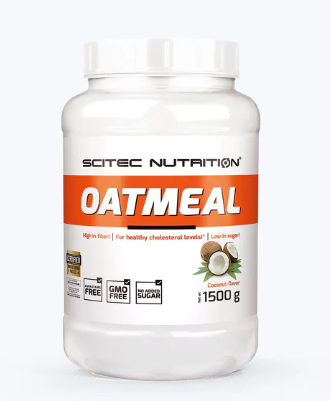 SCITEC NUTRITION®
OATMEAL
High in fiber! | For healthy cholesterol levels!* | Low in sugar!
FREE
GMO FREE
NO ADDED SUGAR
Coconut flavor
1500 g